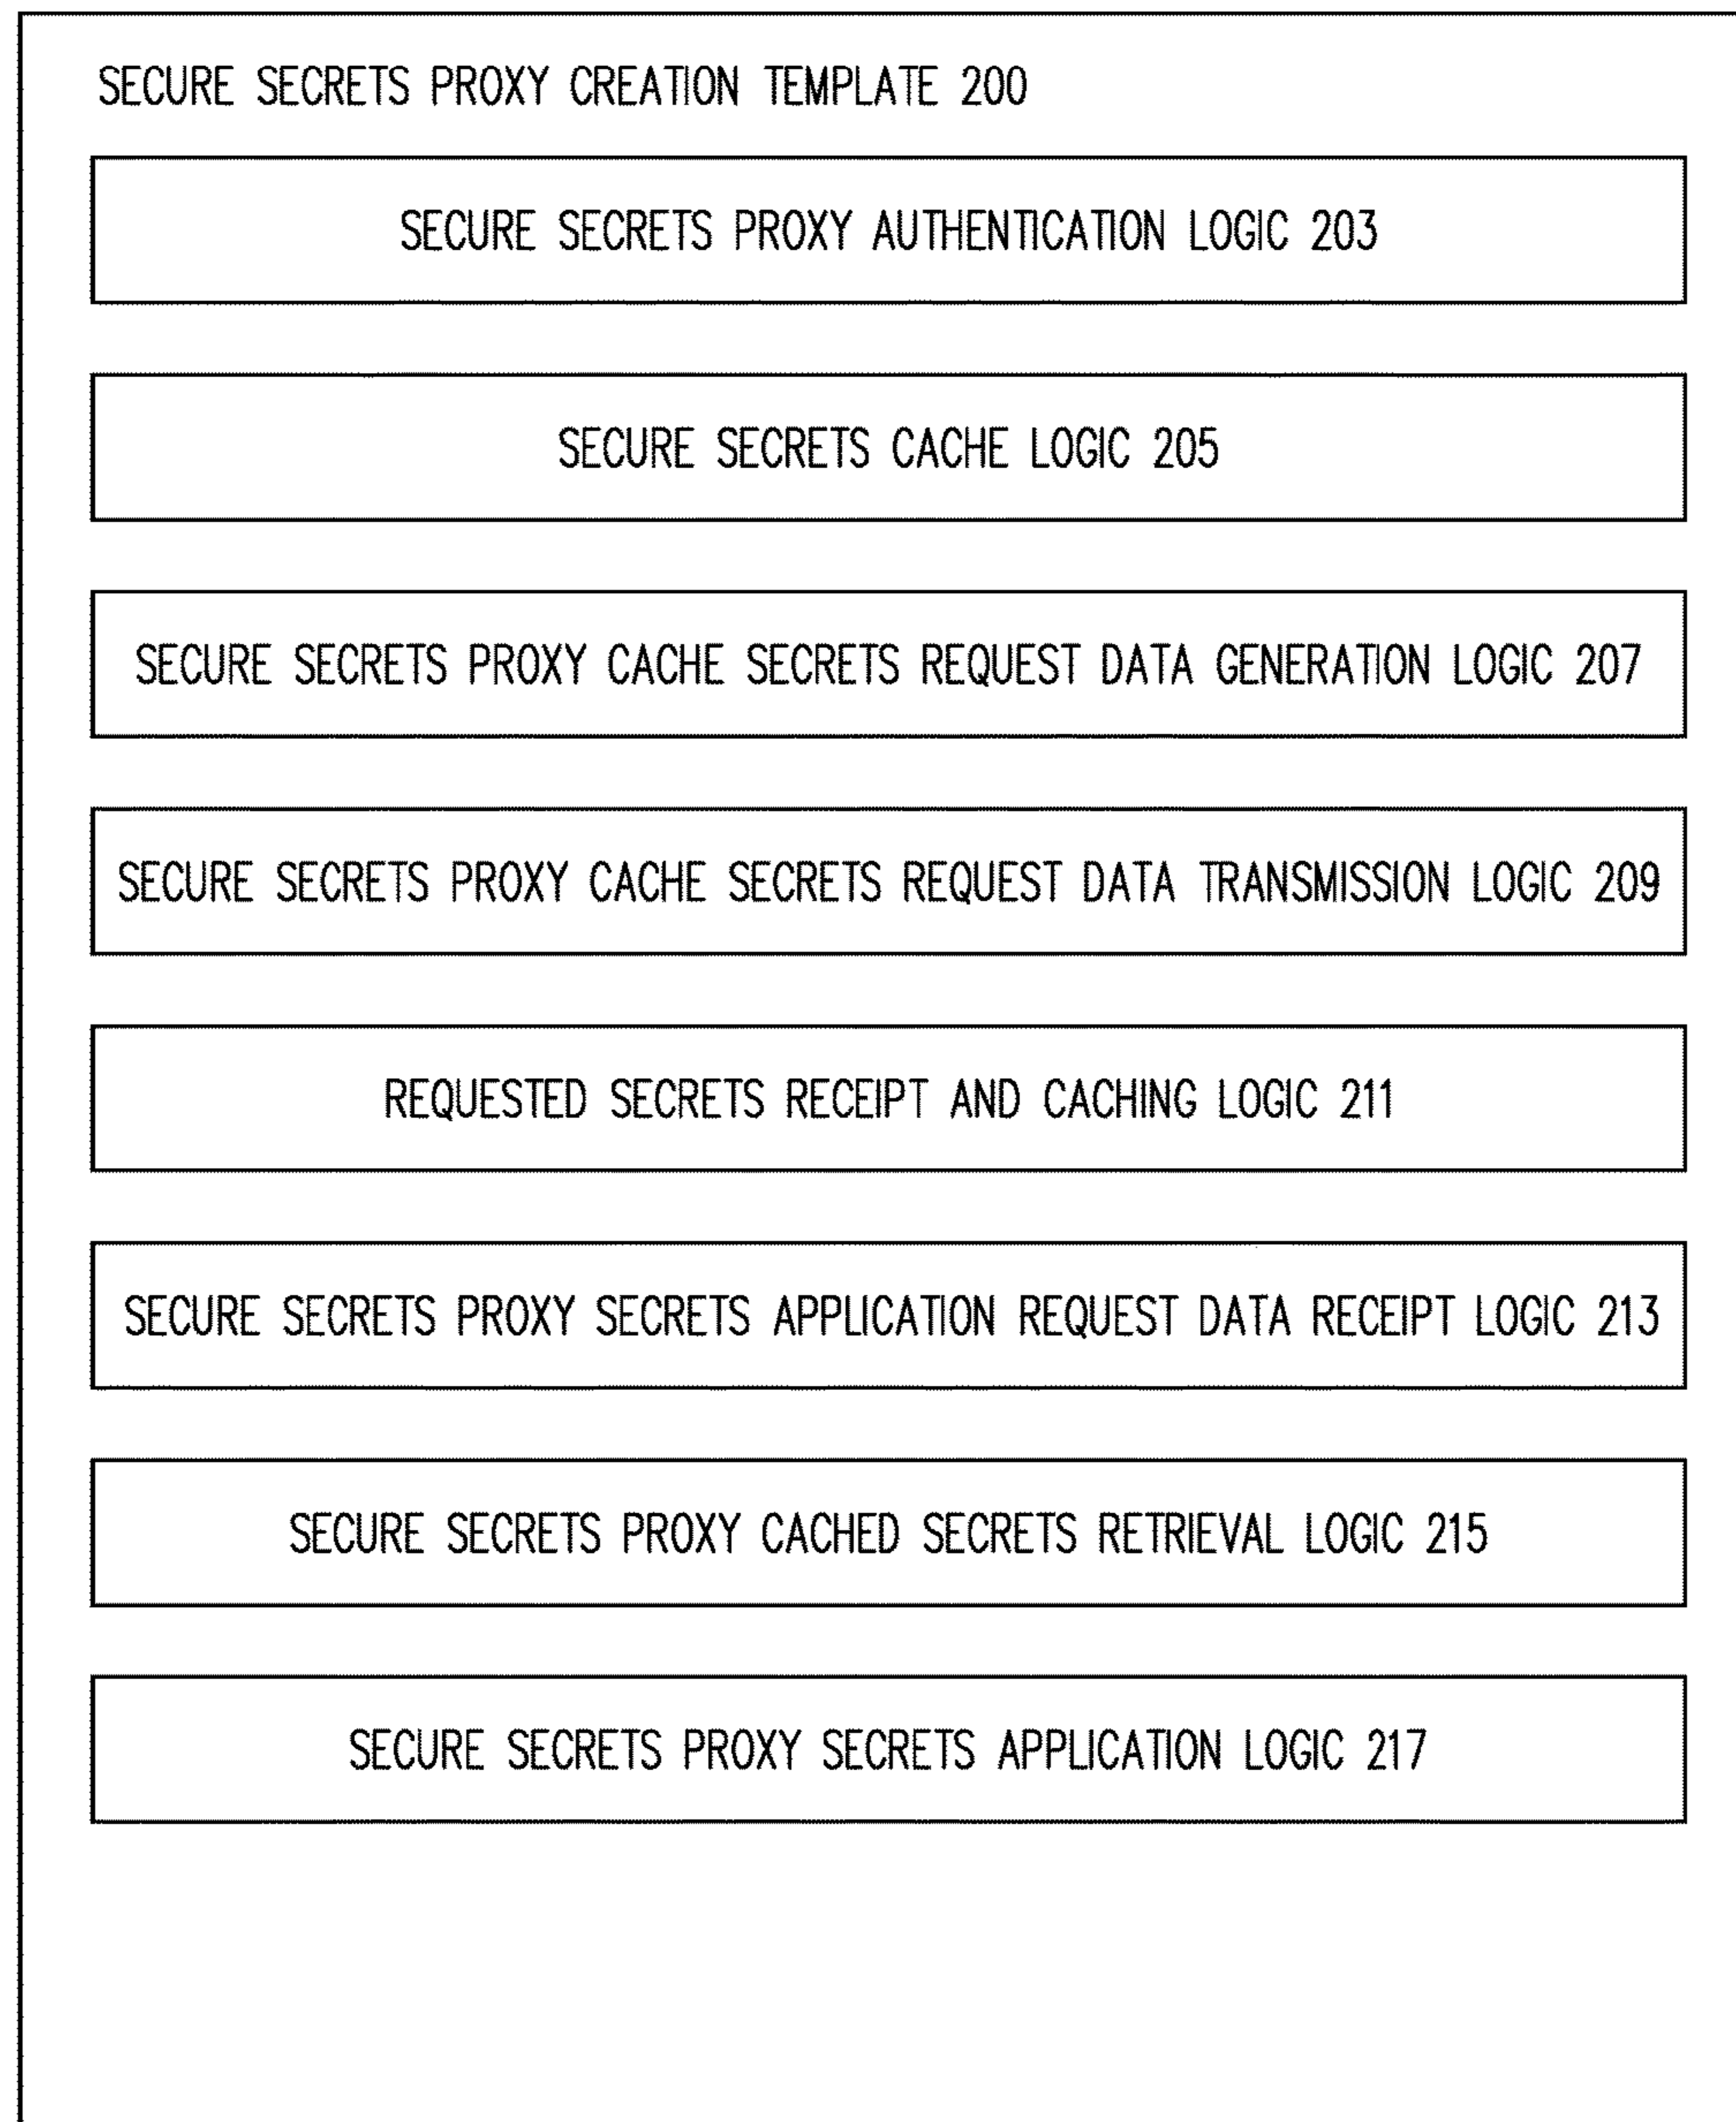 SECURE SECRETS PROXY CREATION TEMPLATE 200
SECURE SECRETS PROXY AUTHENTICATION LOGIC 203
SECURE SECRETS CACHE LOGIC 205
SECURE SECRETS PROXY CACHE SECRETS REQUEST DATA GENERATION LOGIC 207
SECURE SECRETS PROXY CACHE SECRETS REQUEST DATA TRANSMISSION LOGIC 209
REQUESTED SECRETS RECEIPT AND CACHING LOGIC 211
SECURE SECRETS PROXY SECRETS APPLICATION REQUEST DATA RECEIPT LOGIC 213
SECURE SECRETS PROXY CACHED SECRETS RETRIEVAL LOGIC 215
SECURE SECRETS PROXY SECRETS APPLICATION LOGIC 217